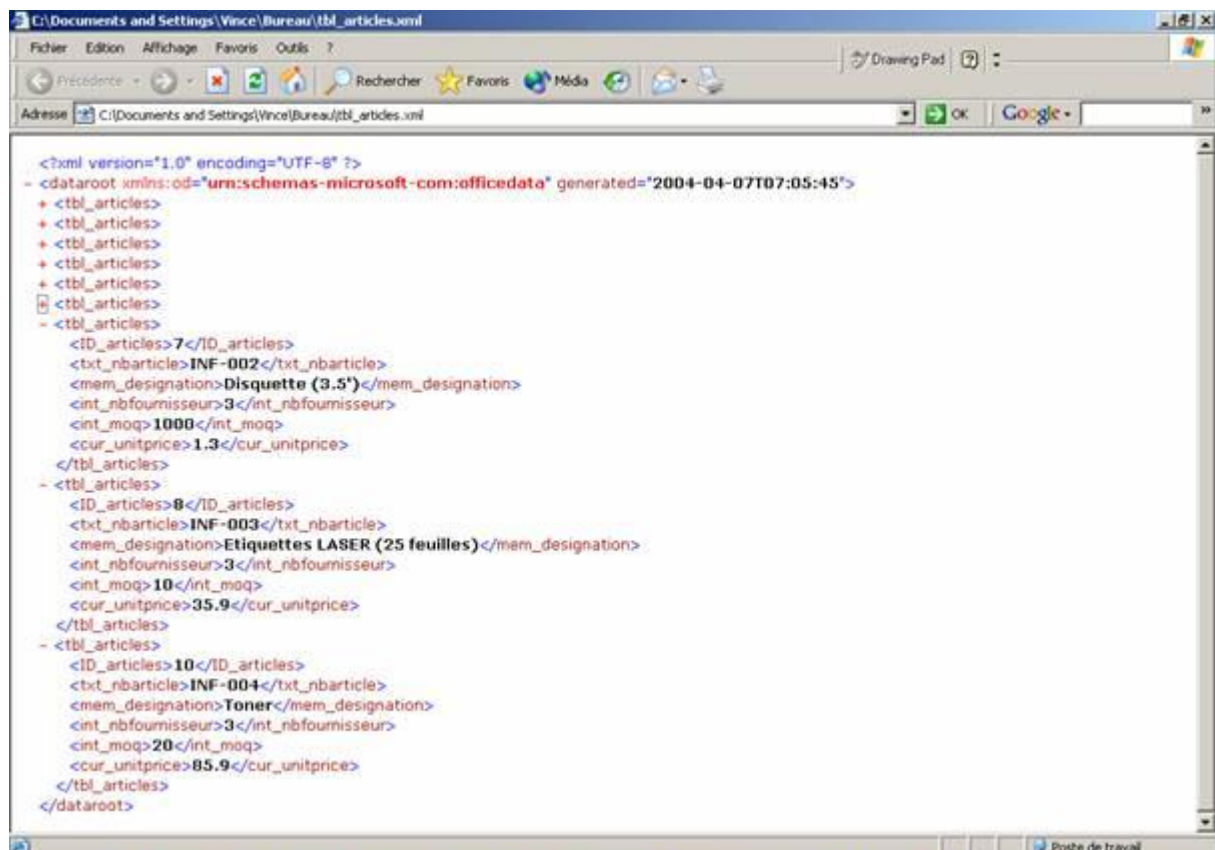 C:\Documents and Settings\Vince\Bureau\tbl_articles.xml
Fichier Edition Affichage Favoris Outils ?
Drawing Pad
Précédente Rechercher Favoris Média
Adresse C:\Documents and Settings\Vince\Bureau\tbl_articles.xml OK Google
<?xml version="1.0" encoding="UTF-8" ?>
- <dataroot xmlns:od="urn:schemas-microsoft-com:officedata" generated="2004-04-07T07:05:45">
+ <tbl_articles>
+ <tbl_articles>
+ <tbl_articles>
+ <tbl_articles>
+ <tbl_articles>
+ <tbl_articles>
- <tbl_articles>
<ID_articles>7</ID_articles>
<txt_nbarticle>INF-002</txt_nbarticle>
<mem_designation>Disquette (3.5')</mem_designation>
<int_nbfournisseur>3</int_nbfournisseur>
<int_moq>1000</int_moq>
<cur_unitprice>1.3</cur_unitprice>
</tbl_articles>
- <tbl_articles>
<ID_articles>8</ID_articles>
<txt_nbarticle>INF-003</txt_nbarticle>
<mem_designation>Etiquettes LASER (25 feuilles)</mem_designation>
<int_nbfournisseur>3</int_nbfournisseur>
<int_moq>10</int_moq>
<cur_unitprice>35.9</cur_unitprice>
</tbl_articles>
- <tbl_articles>
<ID_articles>10</ID_articles>
<txt_nbarticle>INF-004</txt_nbarticle>
<mem_designation>Toner</mem_designation>
<int_nbfournisseur>3</int_nbfournisseur>
<int_moq>20</int_moq>
<cur_unitprice>85.9</cur_unitprice>
</tbl_articles>
</dataroot>
Poste de travail